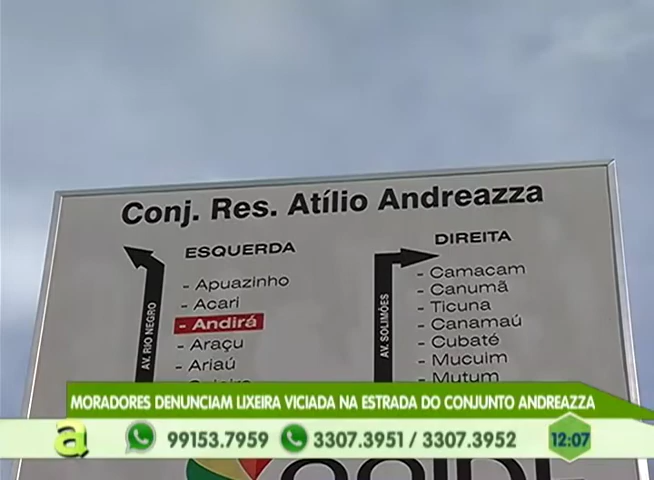 Conj. Res. Atílio Andreazza
ESQUERDA
AV. RIO NEGRO
- Apuazinho
- Acari
- Andirá
- Araçu
- Ariaú
DIREITA
AV. SOLIMÕES
- Camacam
- Canumã
- Ticuna
- Canamaú
- Cubaté
- Mucuim
- Mutum
MORADORES DENUNCIAM LIXEIRA VICIADA NA ESTRADA DO CONJUNTO ANDREAZZA
a 99153.7959 3307.3951 / 3307.3952 12:07